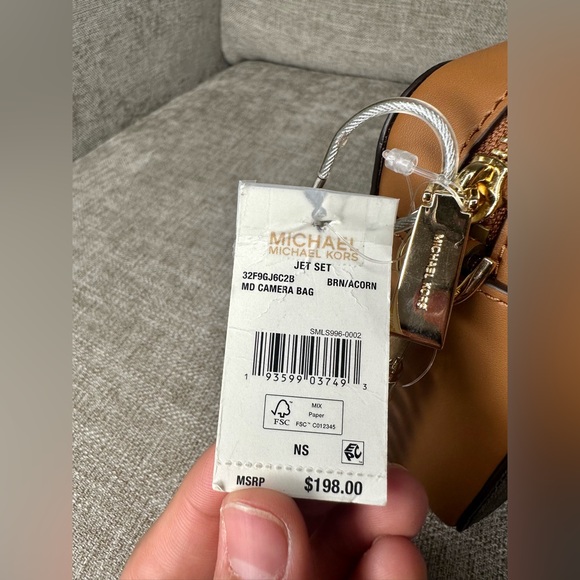 MICHAEL
MICHAEL KORS
JET SET
32F9GJ6C2B BRN/ACORN
MD CAMERA BAG
SMLS996-0002
1 93599 03749 3
FSC
MIX
Paper
FSC™ C012345
NS
MSRP $198.00
MICHAEL KORS